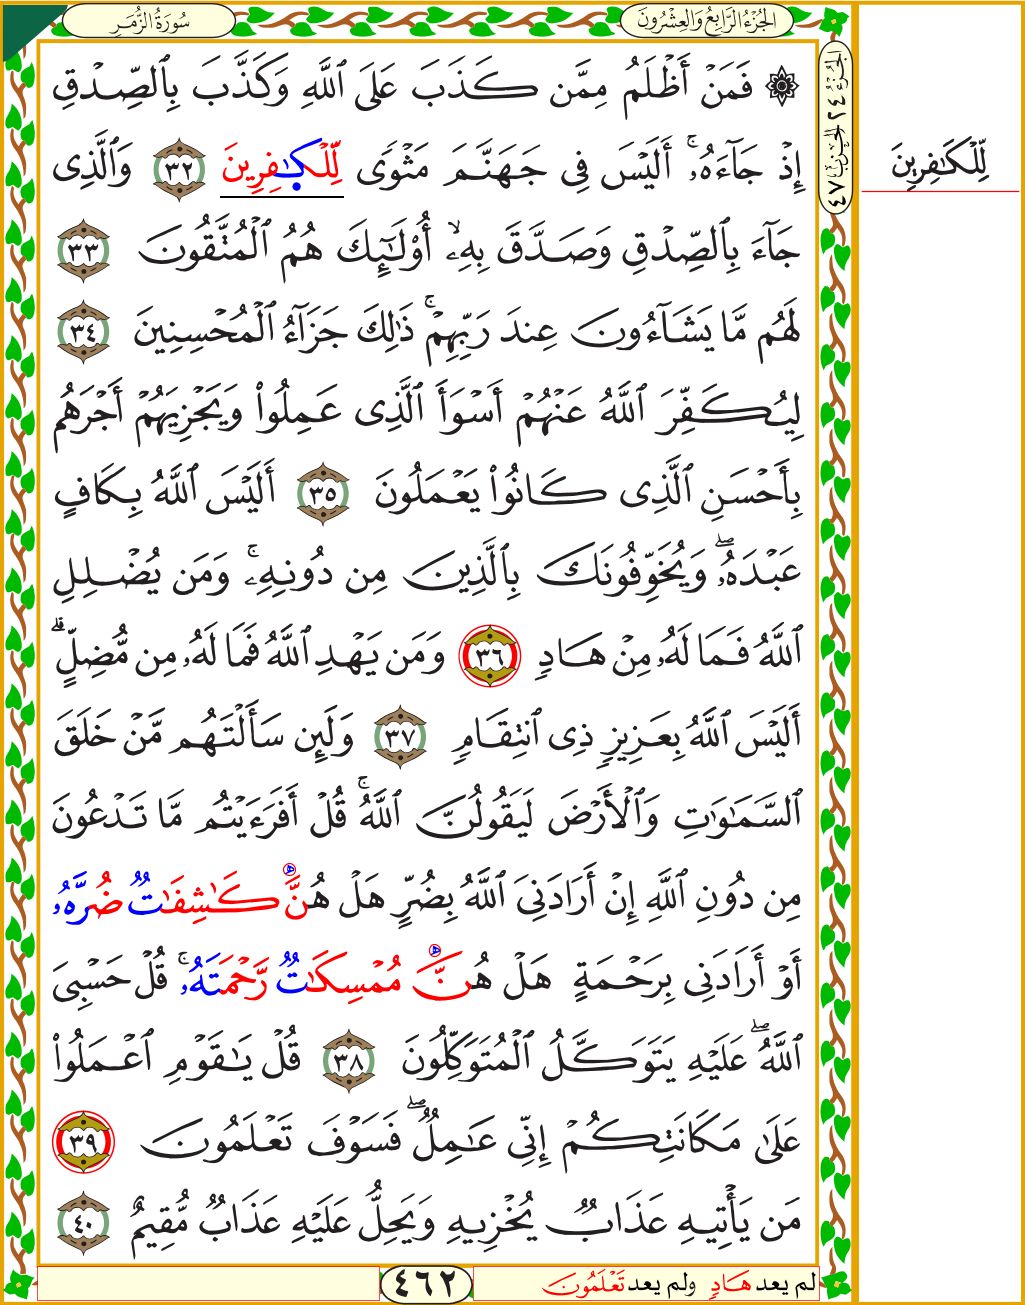 سُورَةُ الزُّمَرِ
الجُزْءُ الرَّابِعُ وَالعِشْرُونَ
الجزء ٢٤ الحزب ٤٧
۞ فَمَنْ أَظْلَمُ مِمَّن كَذَبَ عَلَى ٱللَّهِ وَكَذَّبَ بِٱلصِّدْقِ
إِذْ جَآءَهُۥٓ ۚ أَلَيْسَ فِى جَهَنَّمَ مَثْوًى لِّلْكَٰفِرِينَ ٣٢ وَٱلَّذِى
جَآءَ بِٱلصِّدْقِ وَصَدَّقَ بِهِۦٓ ۙ أُو۟لَٰٓئِكَ هُمُ ٱلْمُتَّقُونَ ٣٣
لَهُم مَّا يَشَآءُونَ عِندَ رَبِّهِمْ ۚ ذَٰلِكَ جَزَآءُ ٱلْمُحْسِنِينَ ٣٤
لِيُكَفِّرَ ٱللَّهُ عَنْهُمْ أَسْوَأَ ٱلَّذِى عَمِلُوا۟ وَيَجْزِيَهُمْ أَجْرَهُم
بِأَحْسَنِ ٱلَّذِى كَانُوا۟ يَعْمَلُونَ ٣٥ أَلَيْسَ ٱللَّهُ بِكَافٍ
عَبْدَهُۥ ۖ وَيُخَوِّفُونَكَ بِٱلَّذِينَ مِن دُونِهِۦ ۚ وَمَن يُضْلِلِ
ٱللَّهُ فَمَا لَهُۥ مِنْ هَادٍ ٣٦ وَمَن يَهْدِ ٱللَّهُ فَمَا لَهُۥ مِن مُّضِلٍّ ۗ
أَلَيْسَ ٱللَّهُ بِعَزِيزٍ ذِى ٱنتِقَامٍ ٣٧ وَلَئِن سَأَلْتَهُم مَّنْ خَلَقَ
ٱلسَّمَٰوَٰتِ وَٱلْأَرْضَ لَيَقُولُنَّ ٱللَّهُ ۚ قُلْ أَفَرَءَيْتُم مَّا تَدْعُونَ
مِن دُونِ ٱللَّهِ إِنْ أَرَادَنِىَ ٱللَّهُ بِضُرٍّ هَلْ هُنَّ كَٰشِفَٰتٌ ضُرَّهُۥ
أَوْ أَرَادَنِى بِرَحْمَةٍ هَلْ هُنَّ مُمْسِكَٰتٌ رَّحْمَتَهُۥ ۚ قُلْ حَسْبِىَ
ٱللَّهُ ۖ عَلَيْهِ يَتَوَكَّلُ ٱلْمُتَوَكِّلُونَ ٣٨ قُلْ يَٰقَوْمِ ٱعْمَلُوا۟
عَلَىٰ مَكَانَتِكُمْ إِنِّى عَٰمِلٌ ۖ فَسَوْفَ تَعْلَمُونَ ٣٩
مَن يَأْتِيهِ عَذَابٌ يُخْزِيهِ وَيَحِلُّ عَلَيْهِ عَذَابٌ مُّقِيمٌ ٤٠
لِّلْكَٰفِرِينَ
لم يعد هَادٍ ولم يعد تَعْلَمُونَ
٤٦٢